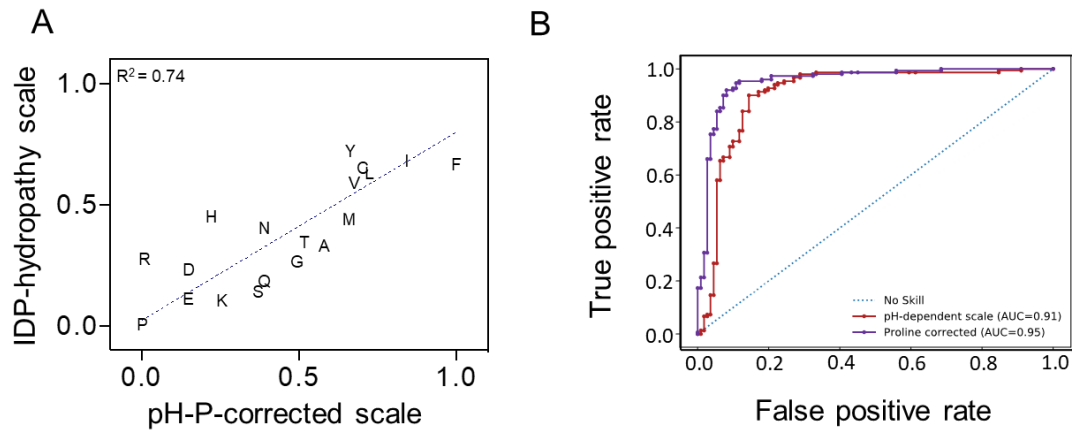 A
R² = 0.74
IDP-hydropathy scale
1.0
0.5
0.0
Y
C
L
I
F
V
H
N
M
R
T
A
D
G
Q
S
E
K
P
0.0
0.5
1.0
pH-P-corrected scale
B
True positive rate
1.0
0.8
0.6
0.4
0.2
0.0
No Skill
pH-dependent scale (AUC=0.91)
Proline corrected (AUC=0.95)
0.0
0.2
0.4
0.6
0.8
1.0
False positive rate